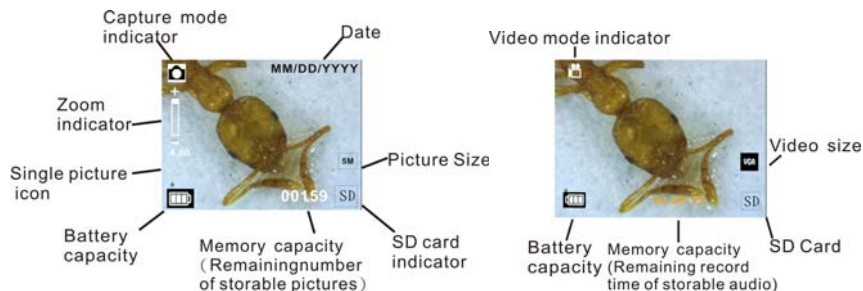 Capture mode
indicator
Date
MM/DD/YYYY
Zoom
indicator
4.00
5M
Picture Size
Single picture
icon
00159
SD
Battery
capacity
Memory capacity
(Remainingnumber
of storable pictures)
SD card
indicator
Video mode indicator
VGA
Video size
SD
Battery
capacity
Memory capacity
(Remaining record
time of storable audio)
SD Card